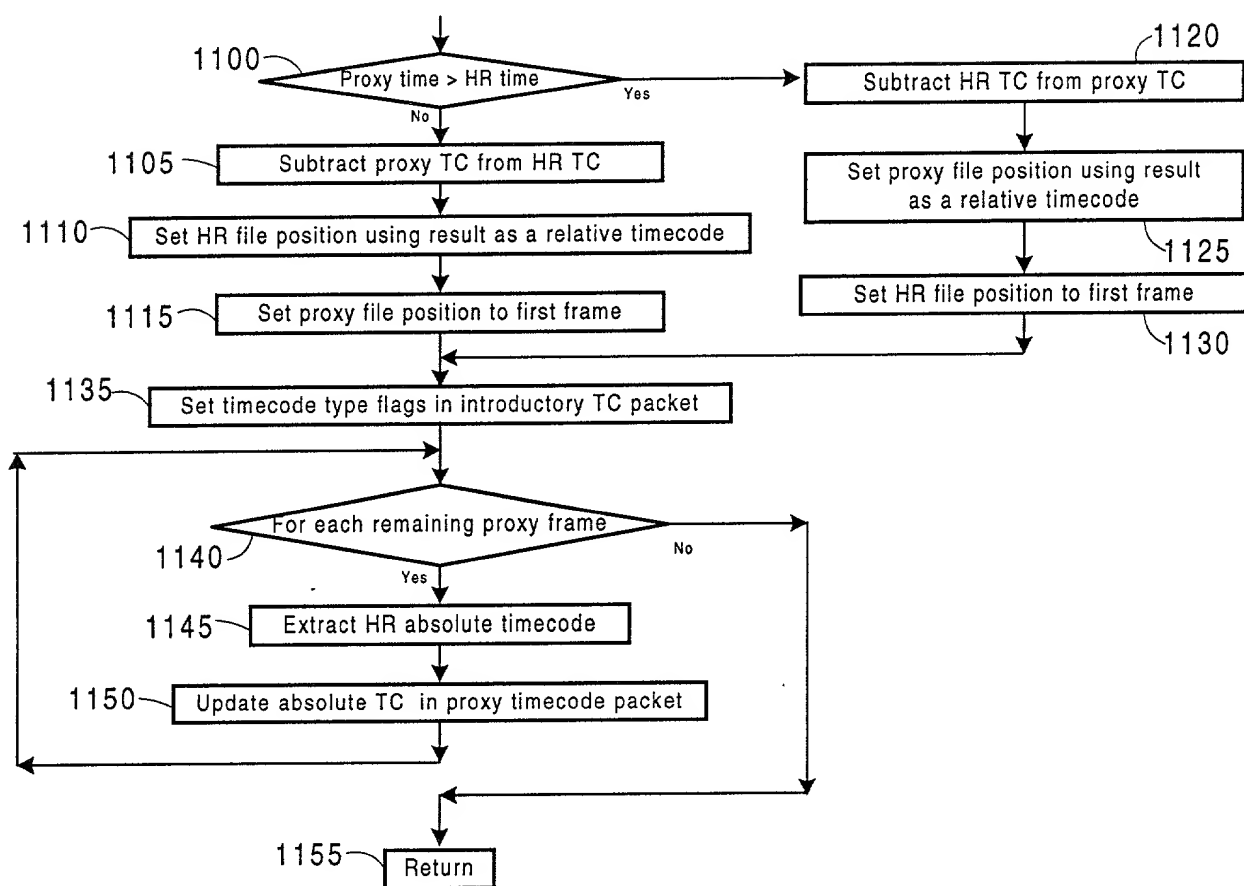 1100
Proxy time > HR time
Yes
No
1120
Subtract HR TC from proxy TC
1105
Subtract proxy TC from HR TC
Set proxy file position using result
as a relative timecode
1125
1110
Set HR file position using result as a relative timecode
Set HR file position to first frame
1130
1115
Set proxy file position to first frame
1135
Set timecode type flags in introductory TC packet
For each remaining proxy frame
1140
No
Yes
1145
Extract HR absolute timecode
1150
Update absolute TC in proxy timecode packet
1155
Return